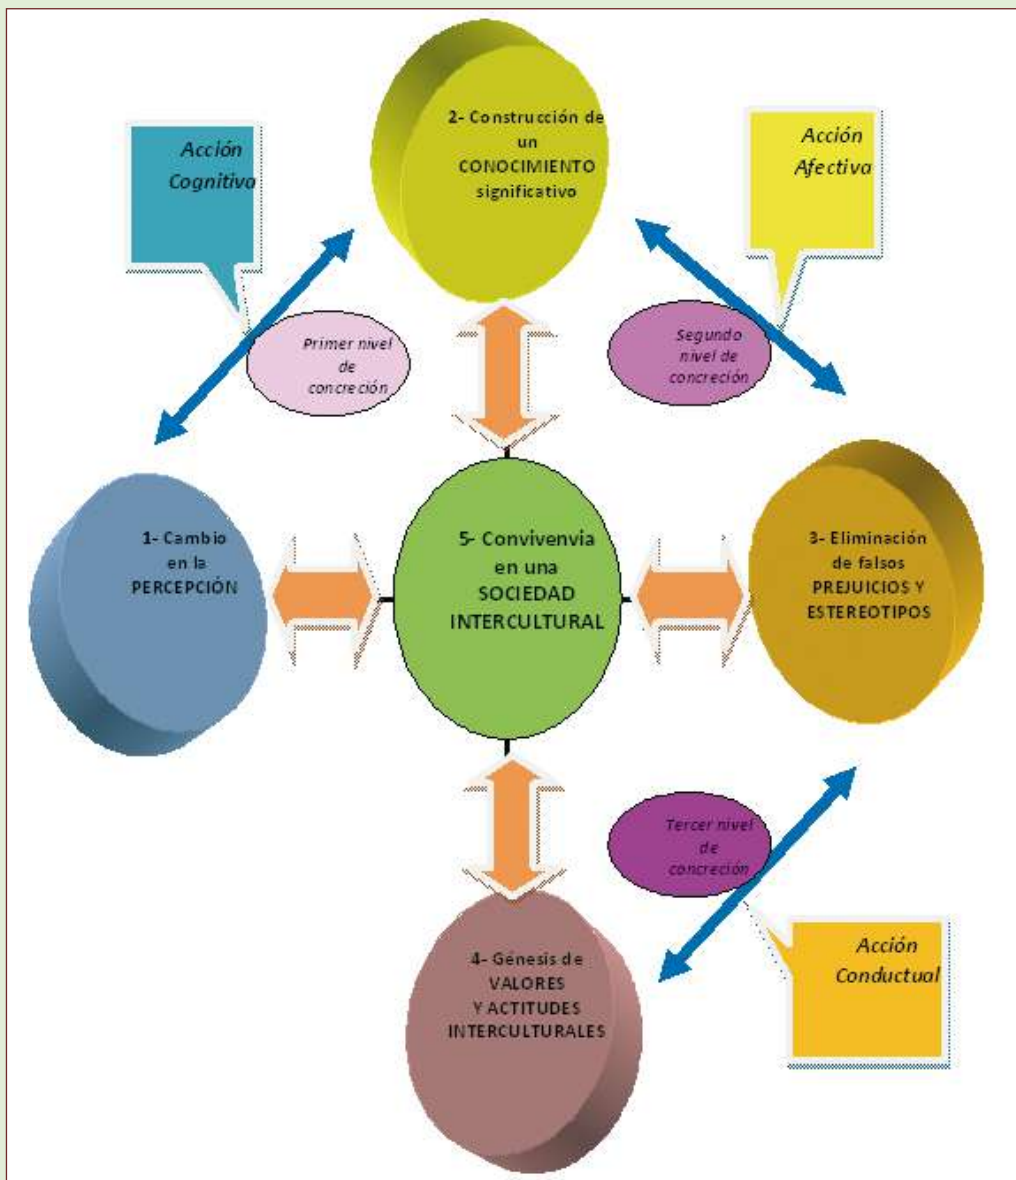 2- Construcción de
un
CONOCIMIENTO
significativo
Acción
Cognitiva
Acción
Afectiva
Primer nivel
de
concreción
Segundo
nivel de
concreción
1- Cambio
en la
PERCEPCIÓN
5- Convivenvia
en una
SOCIEDAD
INTERCULTURAL
3- Eliminación
de falsos
PREJUICIOS Y
ESTEREOTIPOS
Tercer nivel
de
concreción
4- Génesis de
VALORES
Y ACTITUDES
INTERCULTURALES
Acción
Conductual